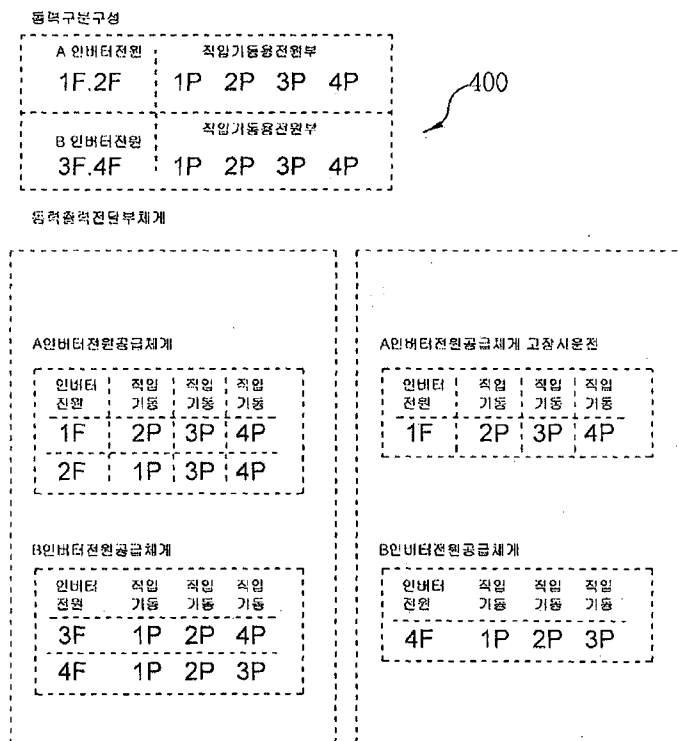 동력구분구성
A 인버터전원 직입기동용전원부
1F.2F 1P 2P 3P 4P
B 인버터전원 직입기동용전원부
3F.4F 1P 2P 3P 4P
400
동력출력전달부체계
A인버터전원공급체계
인버터 직입 직입 직입
전원 기동 기동 기동
1F 2P 3P 4P
2F 1P 3P 4P
B인버터전원공급체계
인버터 직입 직입 직입
전원 기동 기동 기동
3F 1P 2P 4P
4F 1P 2P 3P
A인버터전원공급체계 고장시운전
인버터 직입 직입 직입
전원 기동 기동 기동
1F 2P 3P 4P
B인버터전원공급체계
인버터 직입 직입 직입
전원 기동 기동 기동
4F 1P 2P 3P